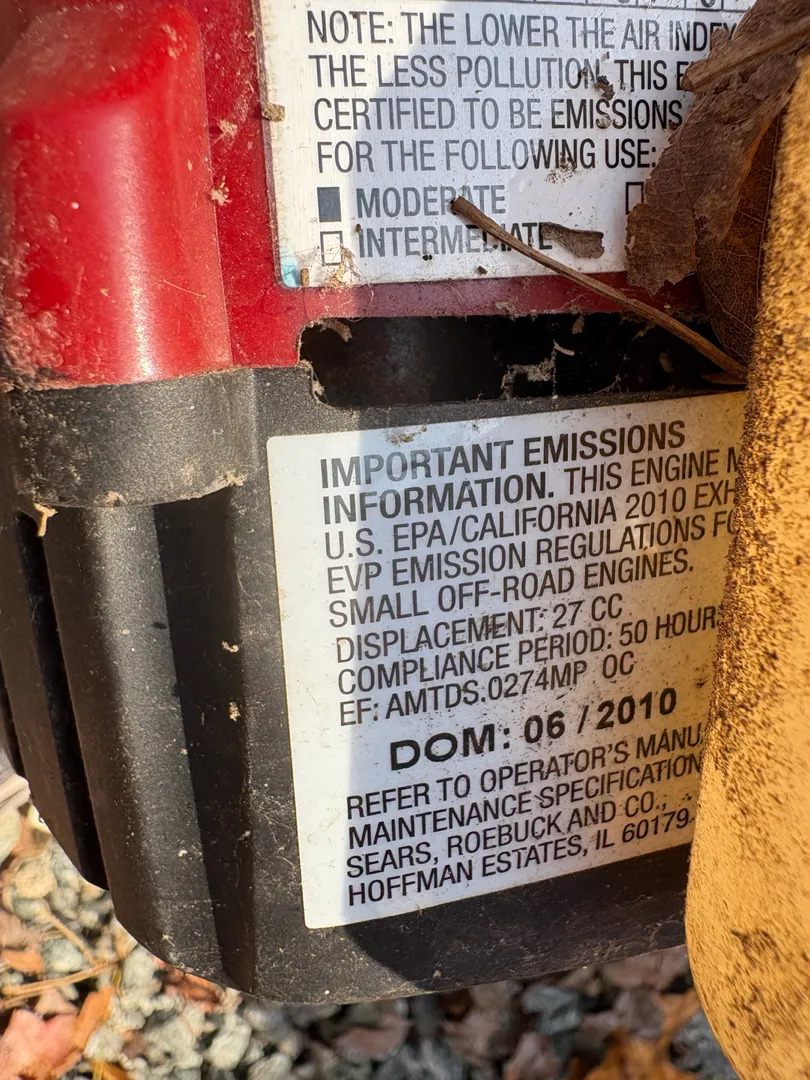 NOTE: THE LOWER THE AIR INDEX
THE LESS POLLUTION. THIS
CERTIFIED TO BE EMISSIONS
FOR THE FOLLOWING USE:
MODERATE
INTERMEDIATE
IMPORTANT EMISSIONS
INFORMATION. THIS ENGINE
U.S. EPA/CALIFORNIA 2010
EVP EMISSION REGULATIONS
SMALL OFF-ROAD ENGINES.
DISPLACEMENT: 27 CC
COMPLIANCE PERIOD: 50 HOURS
EF: AMTDS.0274MP OC
DOM: 06 / 2010
REFER TO OPERATOR'S
MAINTENANCE
SEARS, ROEBUCK AND CO.,
HOFFMAN ESTATES, IL 60179